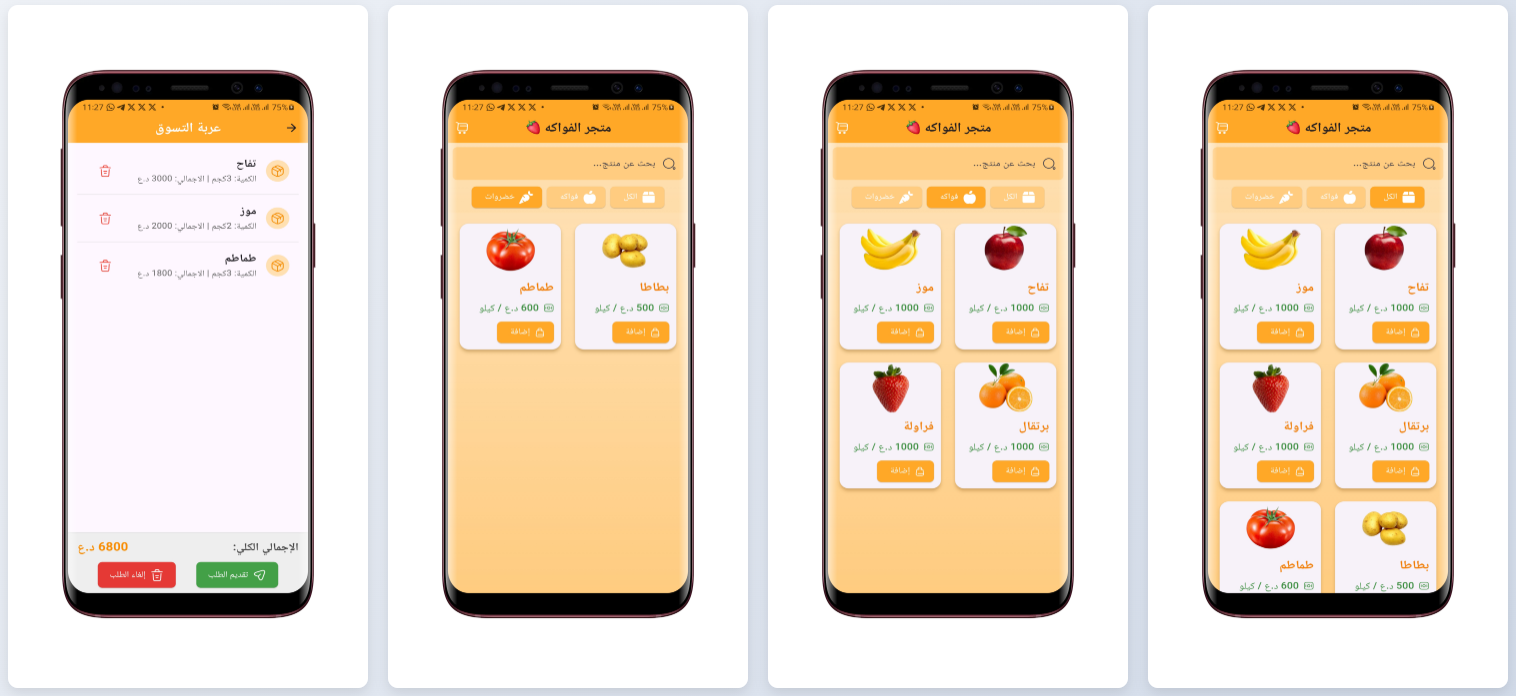 11:27
75%
عربة التسوق
تفاح
الكمية: 3كجم | الاجمالي: 3000 د.ع
موز
الكمية: 2كجم | الاجمالي: 2000 د.ع
طماطم
الكمية: 3كجم | الاجمالي: 1800 د.ع
الإجمالي الكلي: 6800 د.ع
تقديم الطلب
إلغاء الطلب
11:27
75%
متجر الفواكه
بحث عن منتج...
الكل
فواكه
خضروات
بطاطا
500 د.ع / كيلو
إضافة
طماطم
600 د.ع / كيلو
إضافة
11:27
75%
متجر الفواكه
بحث عن منتج...
الكل
فواكه
خضروات
تفاح
1000 د.ع / كيلو
إضافة
موز
1000 د.ع / كيلو
إضافة
برتقال
1000 د.ع / كيلو
إضافة
فراولة
1000 د.ع / كيلو
إضافة
11:27
75%
متجر الفواكه
بحث عن منتج...
الكل
فواكه
خضروات
تفاح
1000 د.ع / كيلو
إضافة
موز
1000 د.ع / كيلو
إضافة
برتقال
1000 د.ع / كيلو
إضافة
فراولة
1000 د.ع / كيلو
إضافة
بطاطا
500 د.ع / كيلو
طماطم
600 د.ع / كيلو